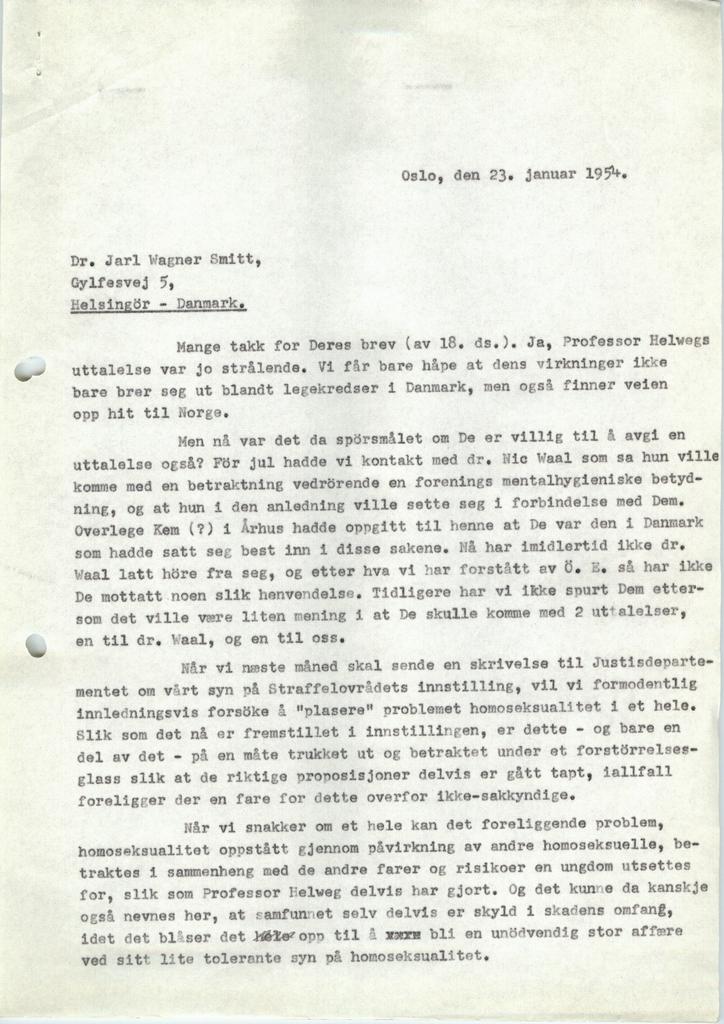 Oslo, den 23. januar 1954.
Dr. Jarl Wagner Smitt,
Gylfesvej 5,
Helsingör - Danmark.
Mange takk for Deres brev (av 18. ds.). Ja, Professor Helwegs
uttalelse var jo strålende. Vi får bare håpe at dens virkninger ikke
bare brer seg ut blandt legekredser i Danmark, men også finner veien
opp hit til Norge.
Men nå var det da spörsmålet om De er villig til å avgi en
uttalelse også? För jul hadde vi kontakt med dr. Nic Waal som sa hun ville
komme med en betraktning vedrörende en forenings mentalhygieniske betyd-
ning, og at hun i den anledning ville sette seg i forbindelse med Dem.
Overlege Kem (?) i Århus hadde oppgitt til henne at De var den i Danmark
som hadde satt seg best inn i disse sakene. Nå har imidlertid ikke dr.
Waal latt höre fra seg, og etter hva vi har forstått av Ö. E. så har ikke
De mottatt noen slik henvendelse. Tidligere har vi ikke spurt Dem etter-
som det ville være liten mening i at De skulle komme med 2 uttalelser,
en til dr. Waal, og en til oss.
Når vi næste måned skal sende en skrivelse til Justisdeparte-
mentet om vårt syn på Straffelovrådets innstilling, vil vi formodentlig
innledningsvis forsöke å "plasere" problemet homoseksualitet i et hele.
Slik som det nå er fremstillet i innstillingen, er dette - og bare en
del av det - på en måte trukket ut og betraktet under et forstörrelses-
glass slik at de riktige proposisjoner delvis er gått tapt, iallfall
foreligger der en fare for dette overfor ikke-sakkyndige.
Når vi snakker om et hele kan det foreliggende problem,
homoseksualitet oppstått gjennom påvirkning av andre homoseksuelle, be-
traktes i sammenheng med de andre farer og risikoer en ungdom utsettes
for, slik som Professor Helweg delvis har gjort. Og det kunne da kanskje
også nevnes her, at samfunnet selv delvis er skyld i skadens omfang,
idet det blåser det opp til å bli en unödvendig stor affære
ved sitt lite tolerante syn på homoseksualitet.